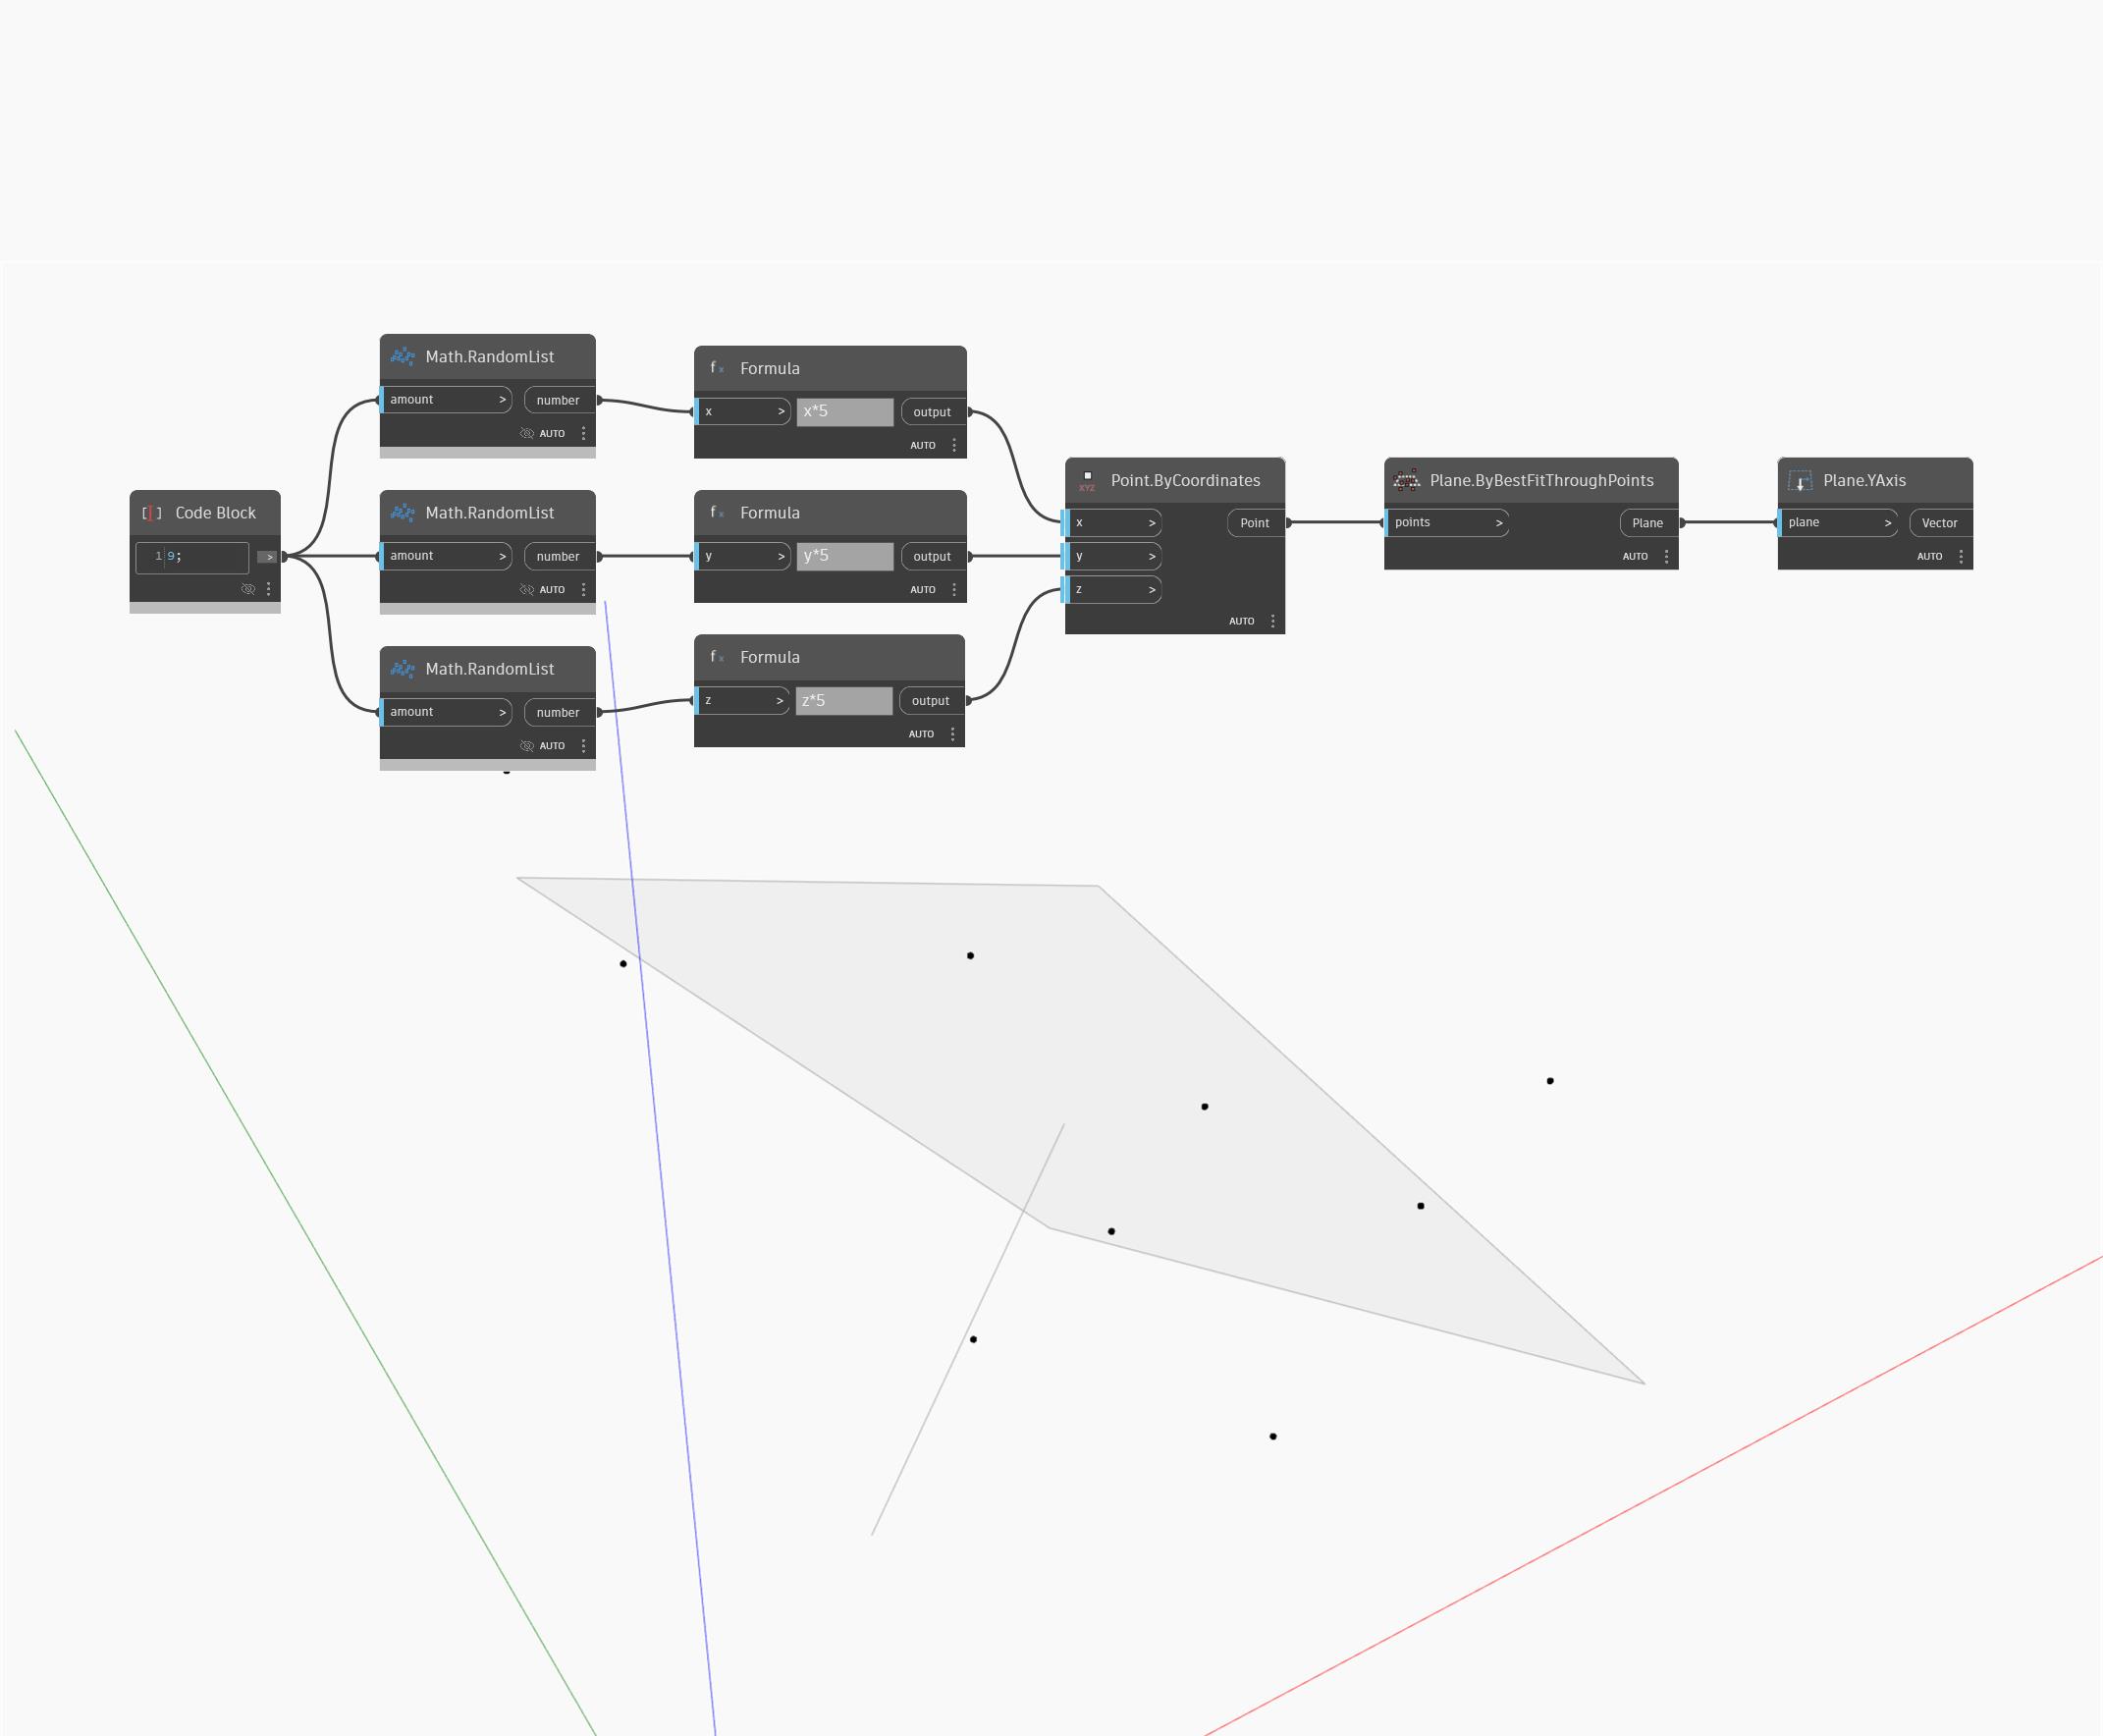 Math.RandomList
amount > number
AUTO
Formula
x > x*5 output
AUTO
Code Block
1 9; >
Math.RandomList
amount > number
AUTO
Formula
y > y*5 output
AUTO
Math.RandomList
amount > number
AUTO
Formula
z > z*5 output
AUTO
XYZ Point.ByCoordinates
x > Point
y >
z >
AUTO
Plane.ByBestFitThroughPoints
points > Plane
AUTO
Plane.YAxis
plane > Vector
AUTO